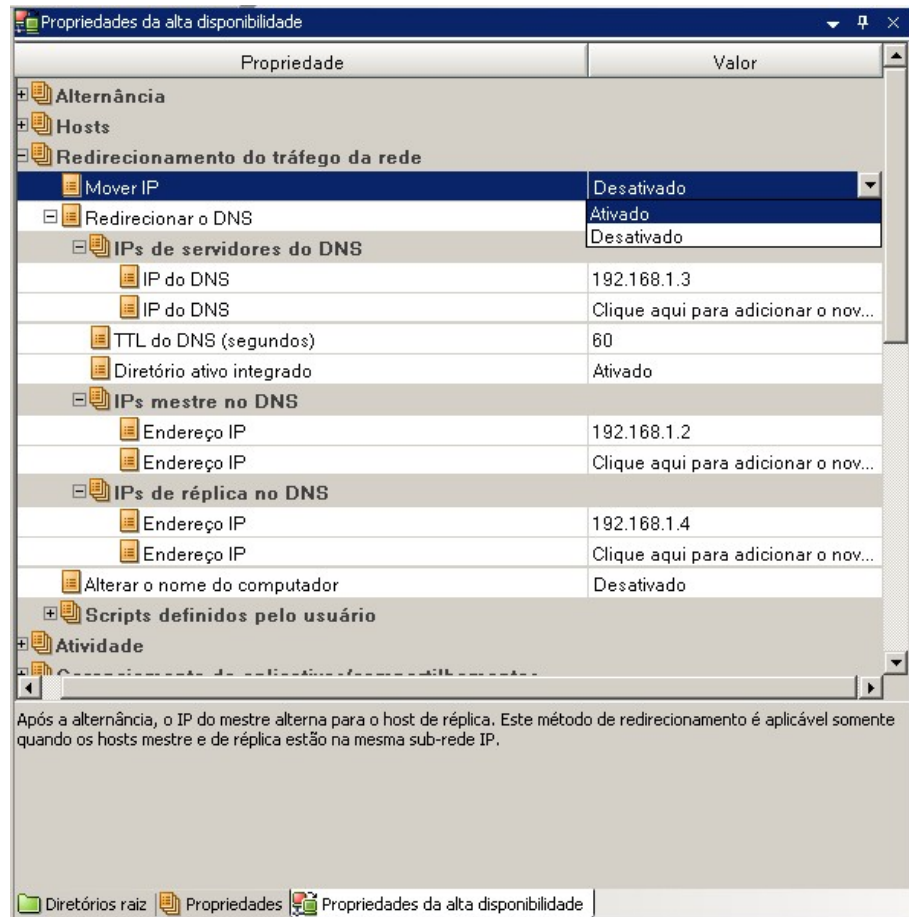 Propriedades da alta disponibilidade
Propriedade Valor
Alternância
Hosts
Redirecionamento do tráfego da rede
Mover IP Desativado
Ativado
Redirecionar o DNS
Desativado
IPs de servidores do DNS
IP do DNS 192.168.1.3
IP do DNS Clique aqui para adicionar o nov...
TTL do DNS (segundos) 60
Diretório ativo integrado Ativado
IPs mestre no DNS
Endereço IP 192.168.1.2
Endereço IP Clique aqui para adicionar o nov...
IPs de réplica no DNS
Endereço IP 192.168.1.4
Endereço IP Clique aqui para adicionar o nov...
Alterar o nome do computador Desativado
Scripts definidos pelo usuário
Atividade
Após a alternância, o IP do mestre alterna para o host de réplica. Este método de redirecionamento é aplicável somente
quando os hosts mestre e de réplica estão na mesma sub-rede IP.
Diretórios raiz Propriedades Propriedades da alta disponibilidade